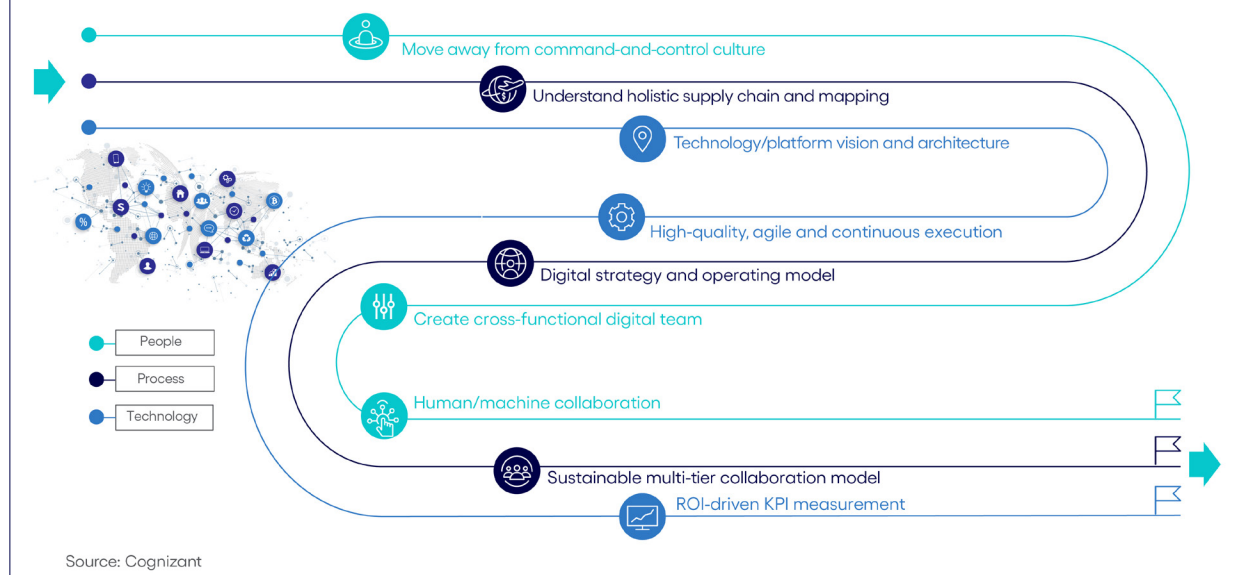 Move away from command-and-control culture
Understand holistic supply chain and mapping
Technology/platform vision and architecture
High-quality, agile and continuous execution
Digital strategy and operating model
Create cross-functional digital team
People
Process
Technology
Human/machine collaboration
Sustainable multi-tier collaboration model
ROI-driven KPI measurement
Source: Cognizant